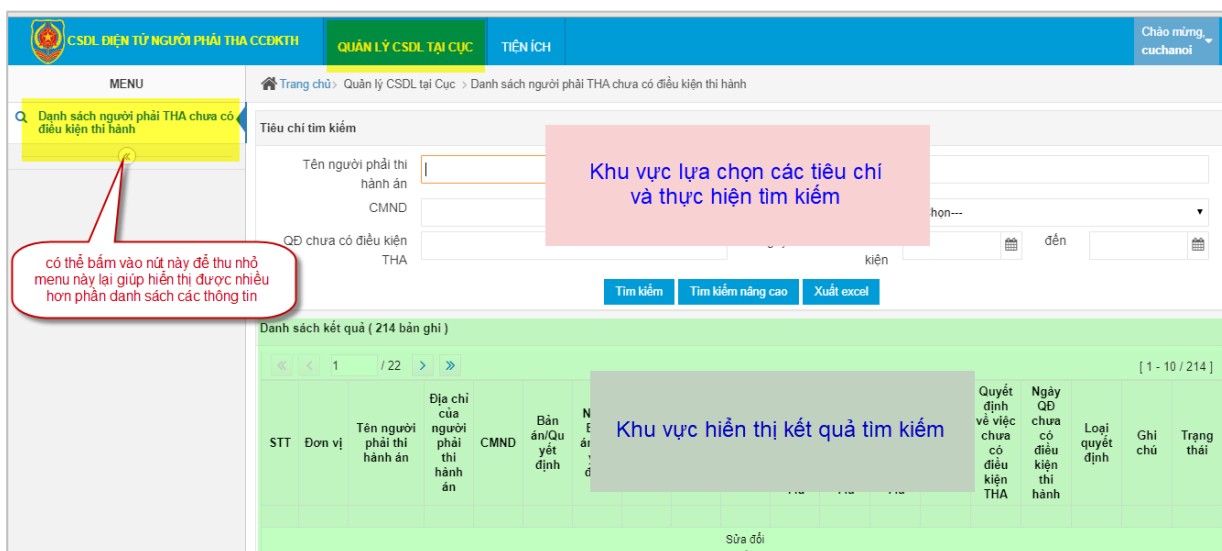 CSDL ĐIỆN TỬ NGƯỜI PHẢI THA CCĐKTH
QUẢN LÝ CSDL TẠI CỤC
TIỆN ÍCH
Chào mừng,
cuchanoi
MENU
Trang chủ > Quản lý CSDL tại Cục > Danh sách người phải THA chưa có điều kiện thi hành
Danh sách người phải THA chưa có
điều kiện thi hành
Tiêu chí tìm kiếm
Khu vực lựa chọn các tiêu chí
và thực hiện tìm kiếm
Tên người phải thi
hành án
CMND
QĐ chưa có điều kiện
THA
kiện
đến
có thể bấm vào nút này để thu nhỏ
menu này lại giúp hiển thị được nhiều
hơn phần danh sách các thông tin
Tìm kiếm
Tìm kiếm nâng cao
Xuất excel
Danh sách kết quả ( 214 bản ghi )
« < 1 / 22 > »
[ 1 - 10 / 214 ]
STT
Đơn vị
Tên người
phải thi
hành án
Địa chỉ
của
người
phải
thi
hành
án
CMND
Bản
án/Qu
yết
định
Khu vực hiển thị kết quả tìm kiếm
Quyết
định
về việc
chưa
có
điều
kiện
THA
Ngày
QĐ
chưa
có
điều
kiện
thi
hành
Loại
quyết
định
Ghi
chú
Trạng
thái
Sửa đổi